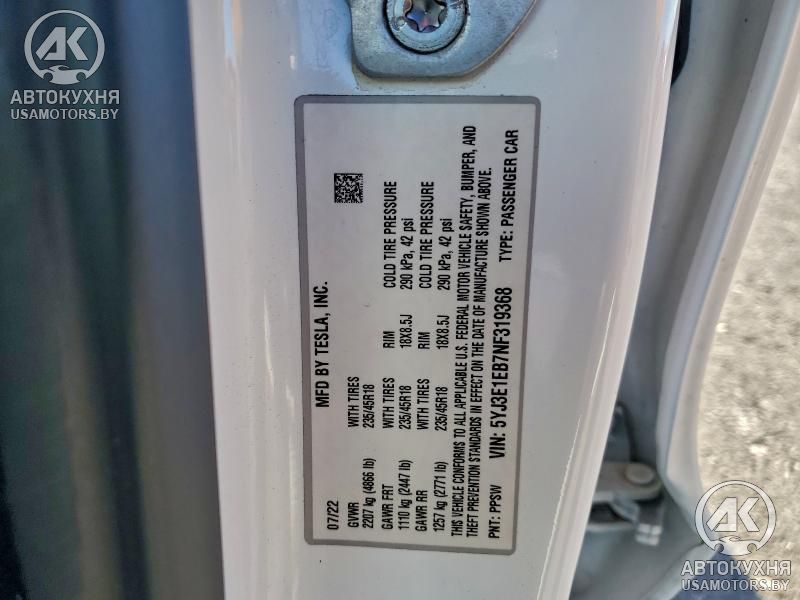 AK
АВТОКУХНЯ
USAMOTORS.BY
MFD BY TESLA, INC.
07/22
GVWR WITH TIRES RIM COLD TIRE PRESSURE
2207 kg (4866 lb) 235/45R18 18X8.5J 290 kPa, 42 psi
GAWR FRT WITH TIRES RIM COLD TIRE PRESSURE
1110 kg (2447 lb) 235/45R18 18X8.5J 290 kPa, 42 psi
GAWR RR
1257 kg (2771 lb)
THIS VEHICLE CONFORMS TO ALL APPLICABLE U.S. FEDERAL MOTOR VEHICLE SAFETY, BUMPER, AND
THEFT PREVENTION STANDARDS IN EFFECT ON THE DATE OF MANUFACTURE SHOWN ABOVE.
VIN: 5YJ3E1EB7NF319368 TYPE: PASSENGER CAR
PNT: PPSW
AK
АВТОКУХНЯ
USAMOTORS.BY